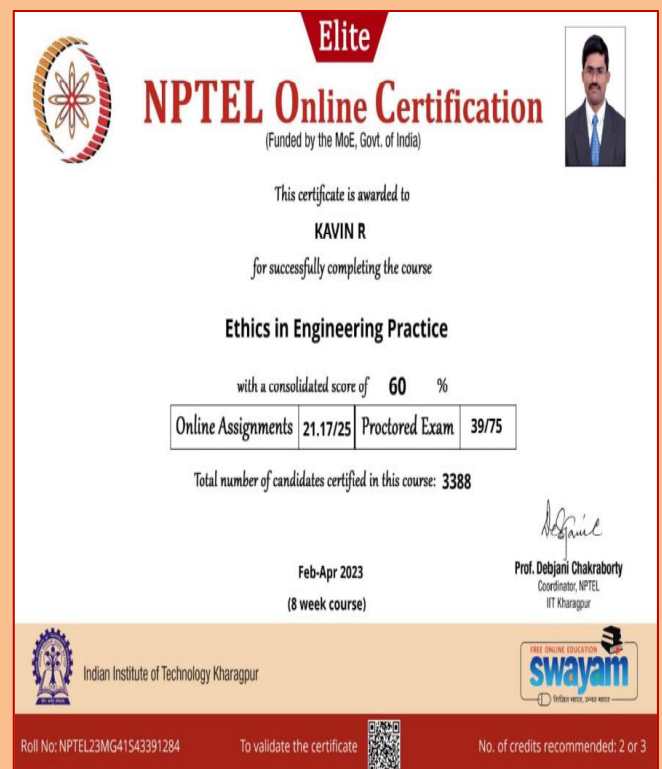 Elite
NPTEL Online Certification
(Funded by the MoE, Govt. of India)
This certificate is awarded to
KAVIN R
for successfully completing the course
Ethics in Engineering Practice
with a consolidated score of 60 %
Online Assignments 21.17/25 Proctored Exam 39/75
Total number of candidates certified in this course: 3388
Feb-Apr 2023
(8 week course)
Prof. Debjani Chakraborty
Coordinator, NPTEL
IIT Kharagpur
Indian Institute of Technology Kharagpur
FREE ONLINE EDUCATION
swayam
शिक्षित भारत, उन्नत भारत
Roll No: NPTEL23MG41S43391284 To validate the certificate No. of credits recommended: 2 or 3